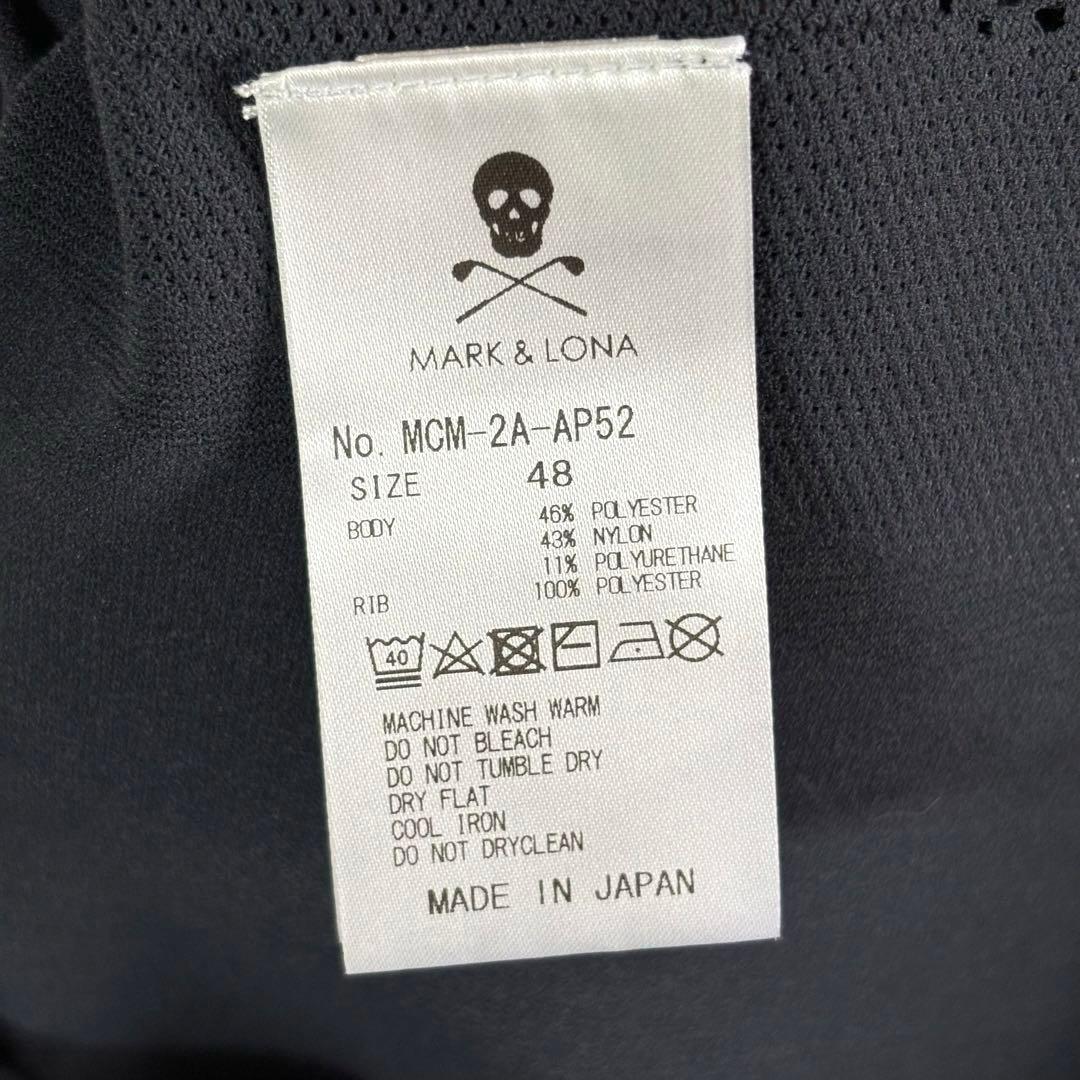 MARK & LONA
No. MCM-2A-AP52
SIZE 48
BODY 46% POLYESTER
43% NYLON
11% POLYURETHANE
RIB 100% POLYESTER
40
MACHINE WASH WARM
DO NOT BLEACH
DO NOT TUMBLE DRY
DRY FLAT
COOL IRON
DO NOT DRYCLEAN
MADE IN JAPAN